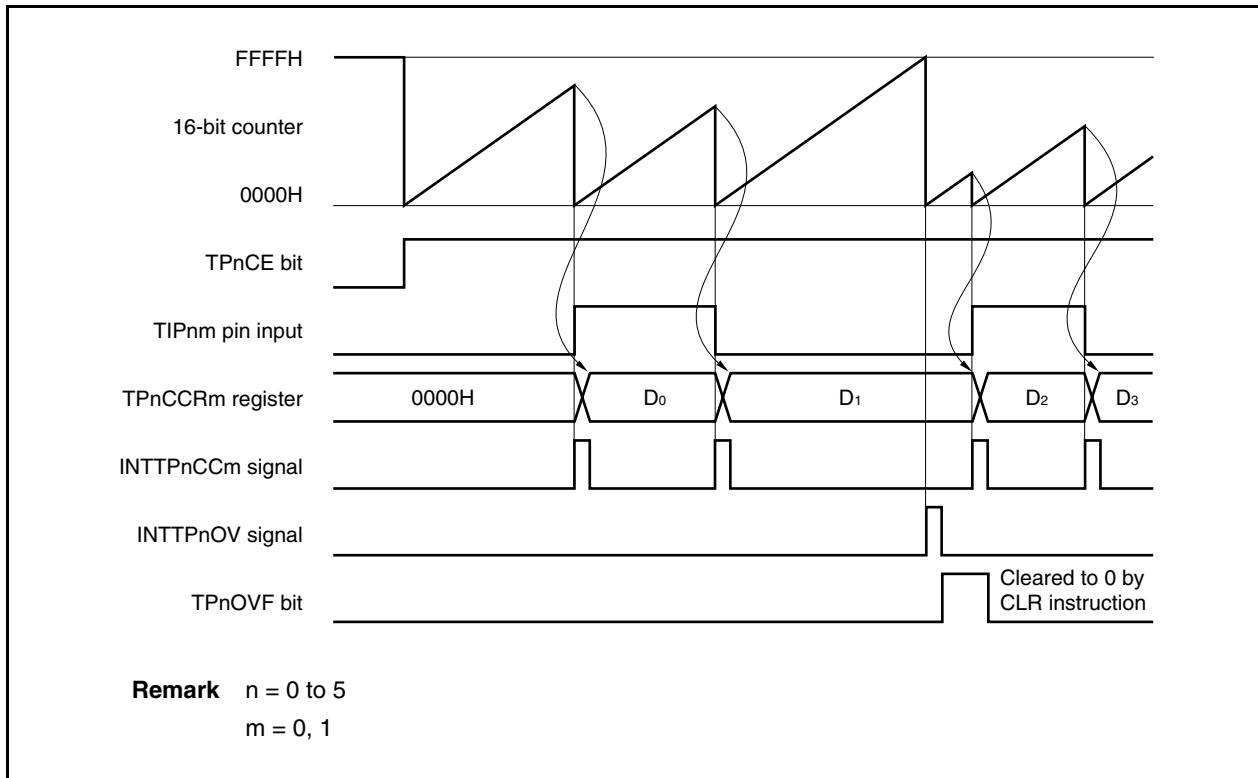 FFFFH
16-bit counter
0000H
TPnCE bit
TIPnm pin input
TPnCCRm register
0000H
D0
D1
D2
D3
INTTPnCCm signal
INTTPnOV signal
TPnOVF bit
Cleared to 0 by
CLR instruction
Remark n = 0 to 5
m = 0, 1